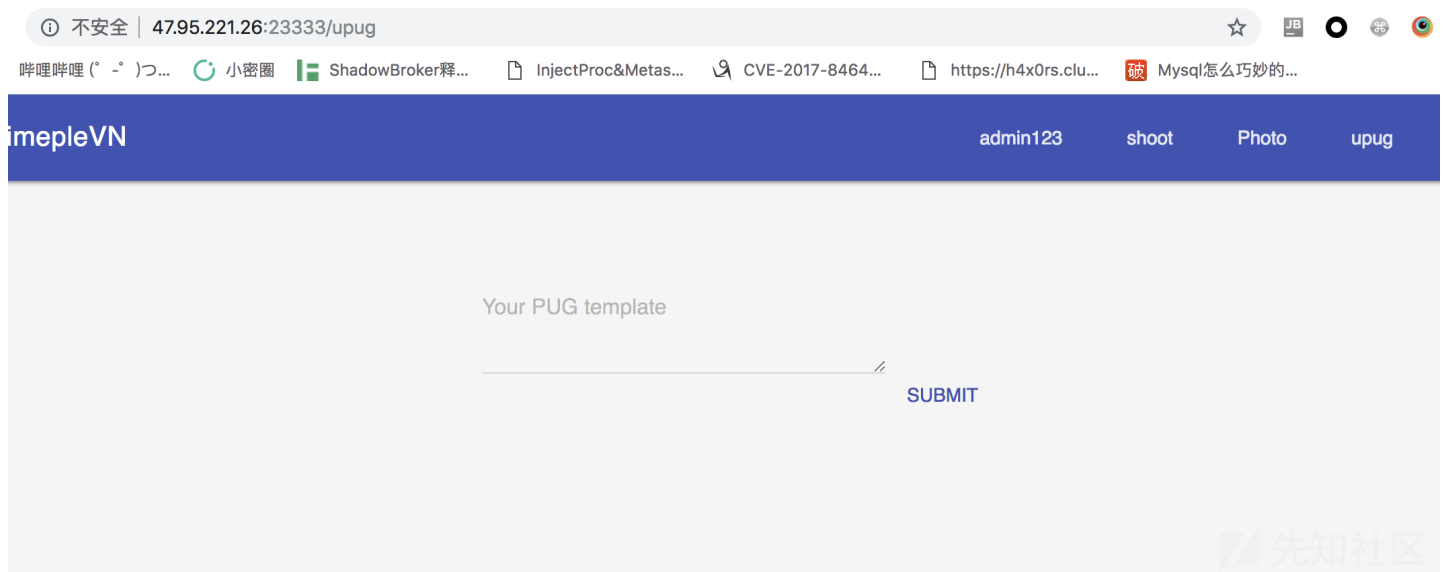 不安全 | 47.95.221.26:23333/upug
JB
哔哩哔哩 (゜-゜)つ... 小密圈 ShadowBroker释... InjectProc&Metas... CVE-2017-8464... https://h4x0rs.clu... 破 Mysql怎么巧妙的...
imepleVN admin123 shoot Photo upug
Your PUG template
SUBMIT
先知社区